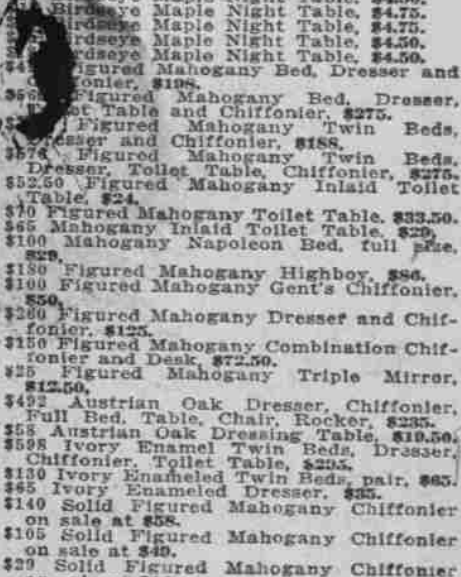 Birdseye Maple Night Table, $4.75.
Birdseye Maple Night Table, $4.75.
Birdseye Maple Night Table, $4.50.
Birdseye Maple Night Table, $4.50.
Figured Mahogany Bed, Dresser and
$198.
Figured Mahogany Bed, Dresser,
Table and Chiffonier, $275.
Figured Mahogany Twin Beds,
Dresser and Chiffonier, $188.
Figured Mahogany Twin Beds,
Dresser, Toilet Table, Chiffonier, $275.
$52.50 Figured Mahogany Inlaid Toilet
Table, $24.
$70 Figured Mahogany Toilet Table, $33.50.
$65 Mahogany Inlaid Toilet Table, $29.
$100 Mahogany Napoleon Bed, full size,
$29.
$180 Figured Mahogany Highboy, $86.
$100 Figured Mahogany Gent's Chiffonier,
$50.
$260 Figured Mahogany Dresser and Chif-
fonier, $125.
$150 Figured Mahogany Combination Chif-
fonier and Desk, $72.50.
$25 Figured Mahogany Triple Mirror,
$12.50.
$492 Austrian Oak Dresser, Chiffonier,
Full Bed, Table, Chair, Rocker, $235.
$58 Austrian Oak Dressing Table, $19.50.
$598 Ivory Enamel Twin Beds, Dresser,
Chiffonier, Toilet Table, $295.
$130 Ivory Enameled Twin Beds, pair, $65.
$65 Ivory Enameled Dresser, $35.
$140 Solid Figured Mahogany Chiffonier
on sale at $58.
$105 Solid Figured Mahogany Chiffonier
on sale at $49.
$29 Solid Figured Mahogany Chiffonier